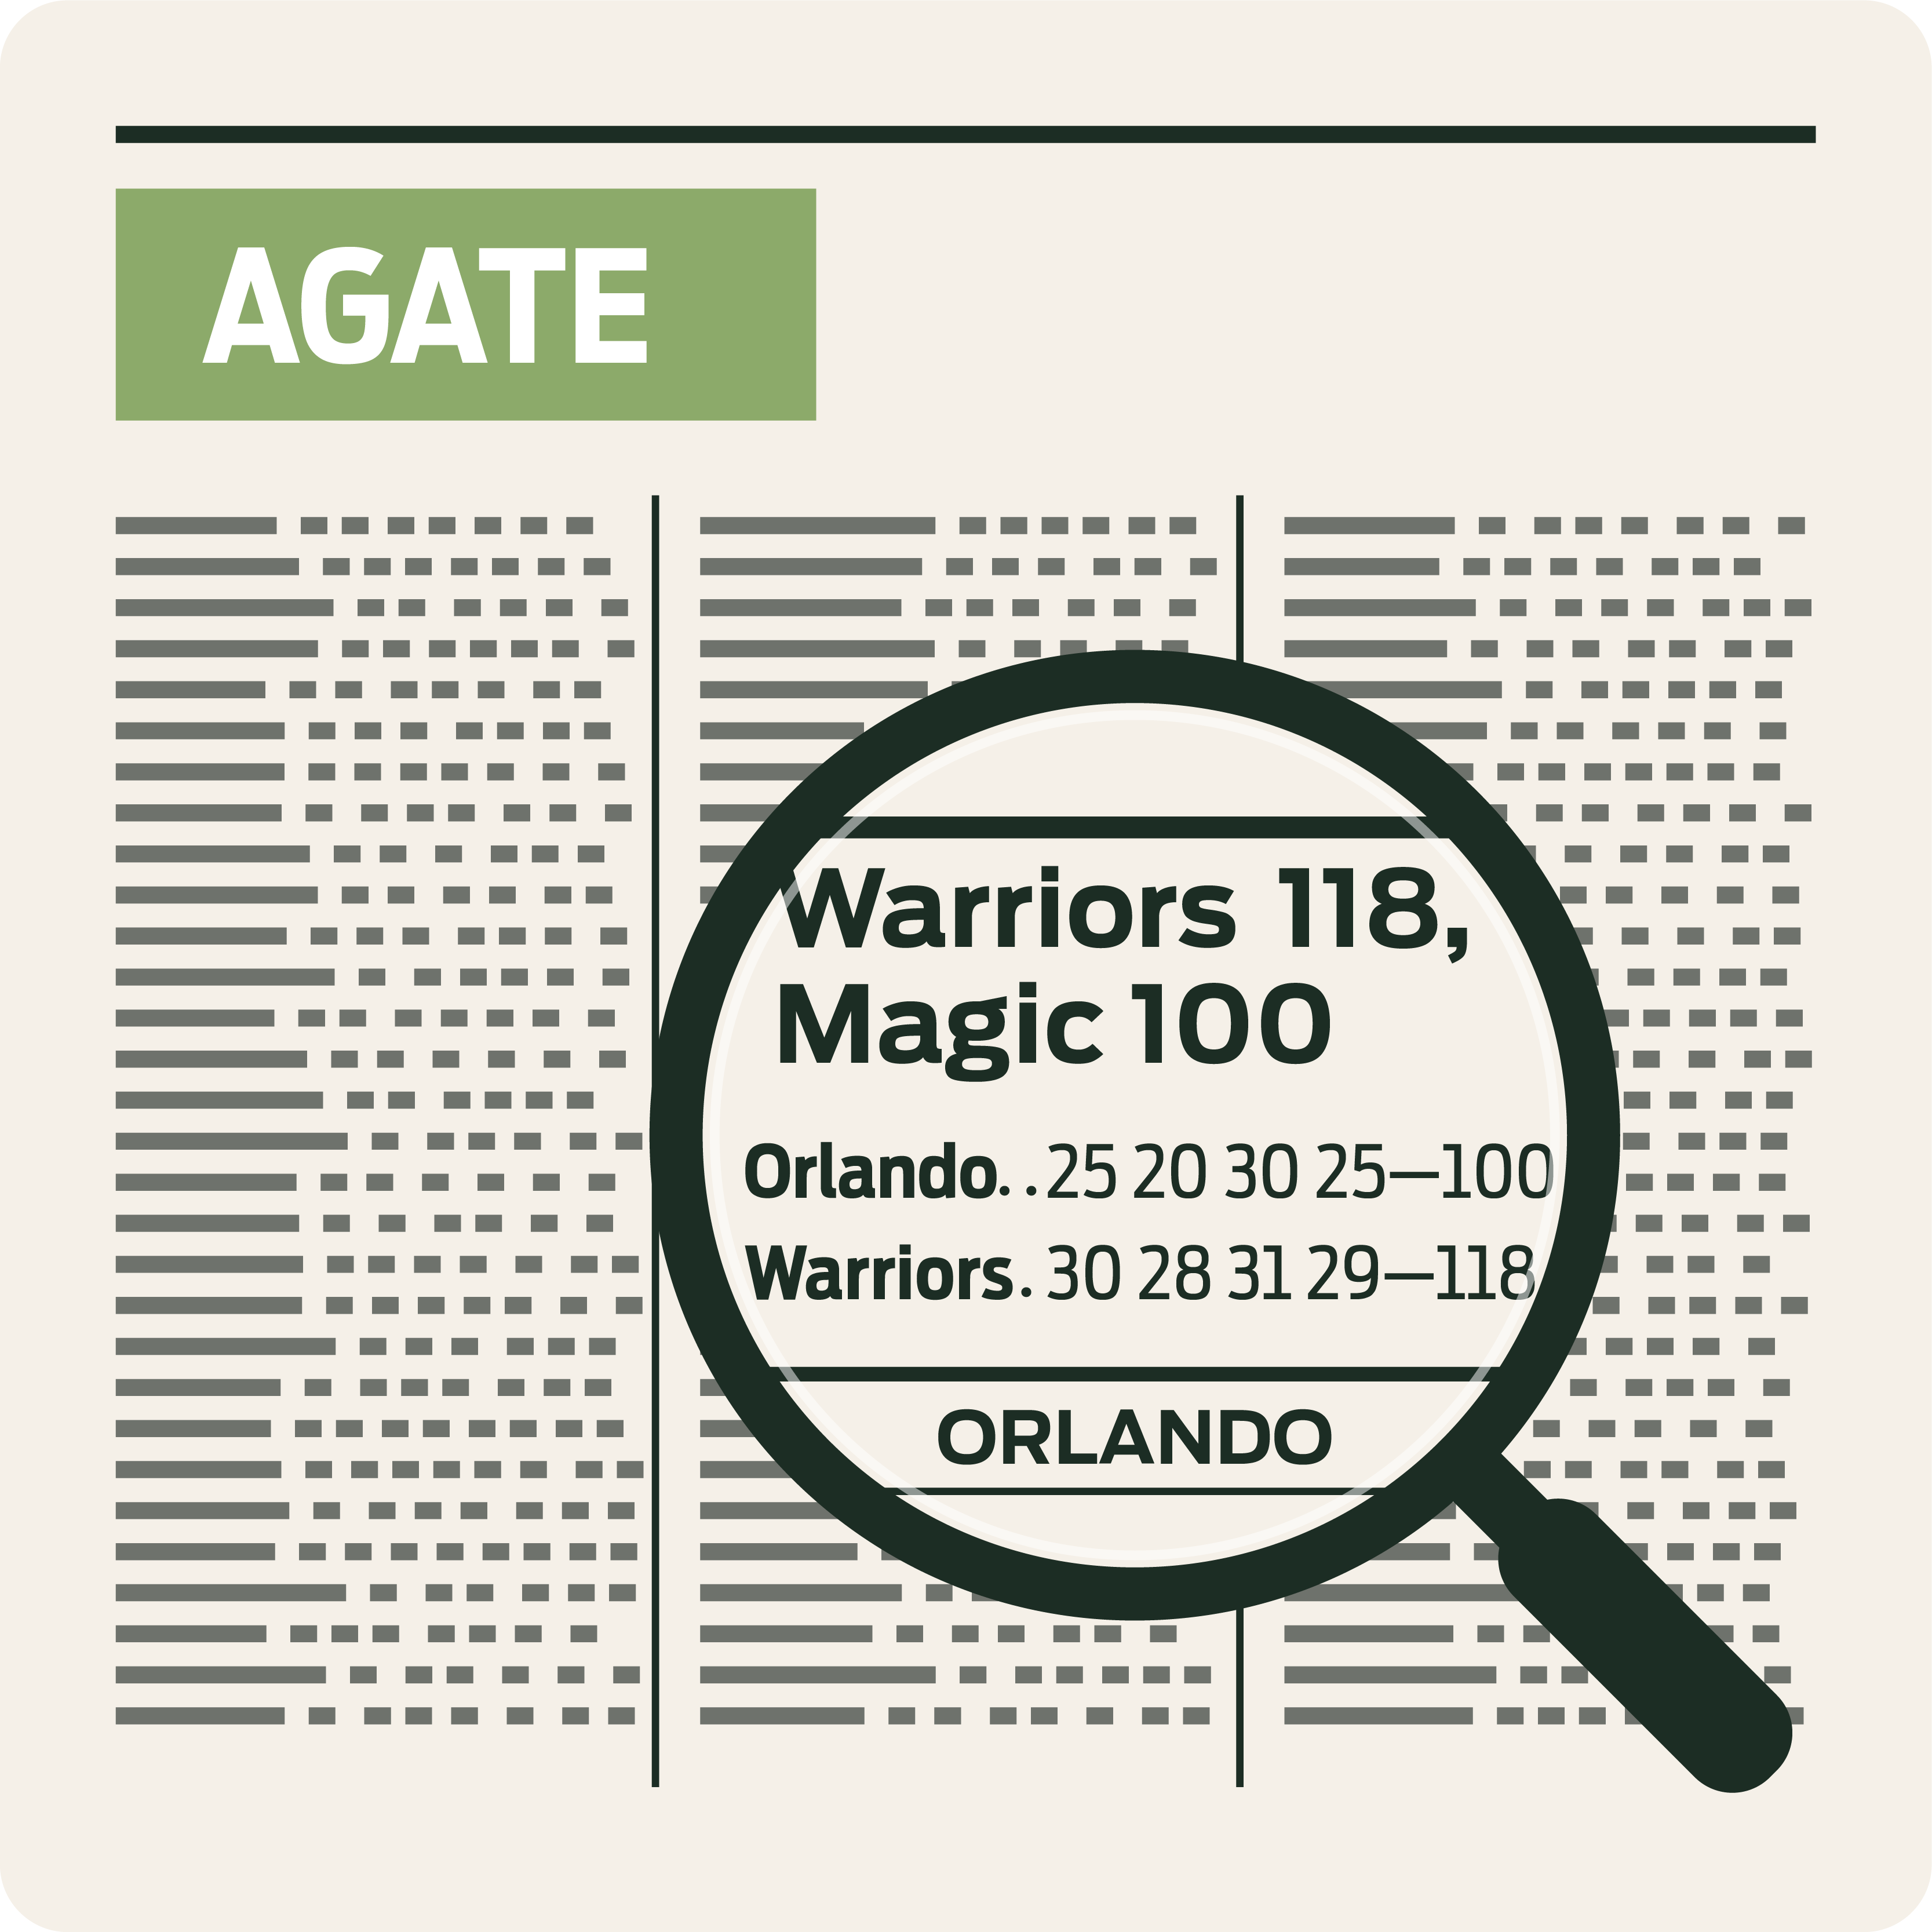 AGATE
Warriors 118,
Magic 100
Orlando. .25 20 30 25—100
Warriors. 30 28 31 29—118
ORLANDO